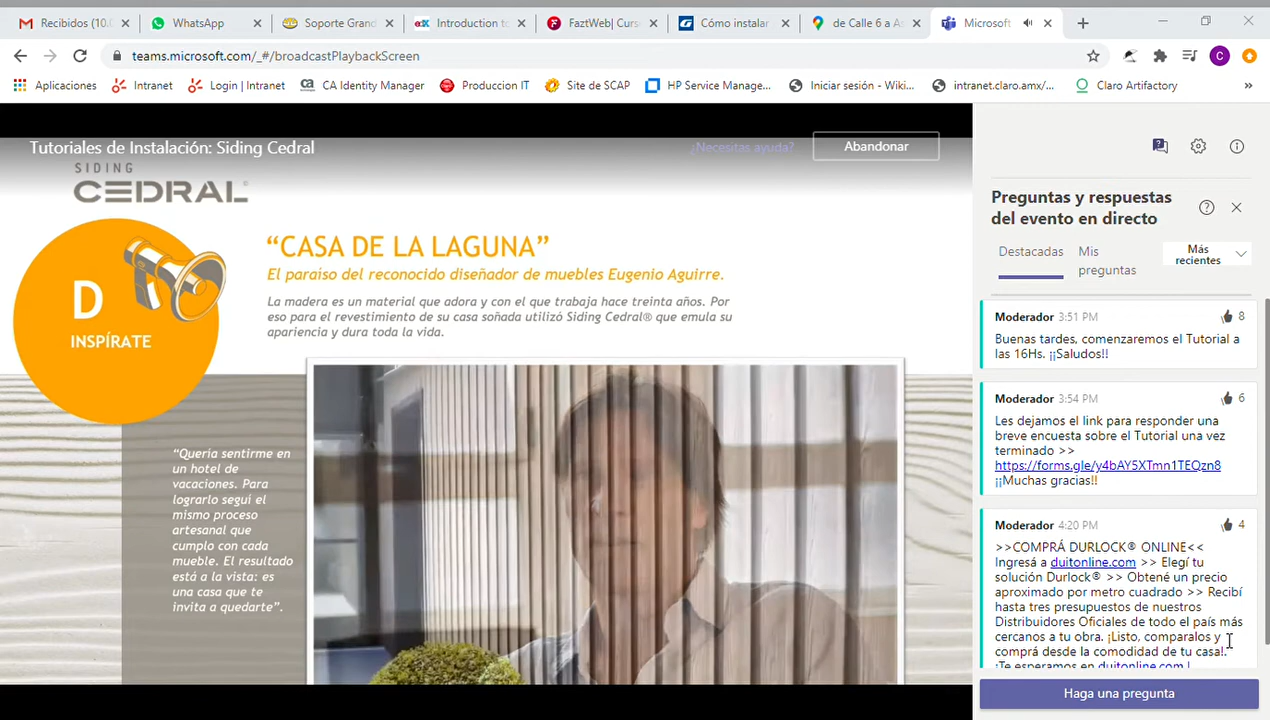 Recibidos (10.0
WhatsApp
Soporte Grand
Introduction to
FaztWeb| Curs
Cómo instalar
de Calle 6 a A
Microsoft
teams.microsoft.com/_#/broadcastPlaybackScreen
C
Aplicaciones
Intranet
Login | Intranet
CA Identity Manager
Produccion IT
Site de SCAP
HP Service Manage...
Iniciar sesión - Wiki...
intranet.claro.amx/...
Claro Artifactory
»
Tutoriales de Instalación: Siding Cedral
¿Necesitas ayuda?
Abandonar
SIDING
CEDRAL
D
INSPÍRATE
“CASA DE LA LAGUNA”
El paraíso del reconocido diseñador de muebles Eugenio Aguirre.
La madera es un material que adora y con el que trabaja hace treinta años. Por
eso para el revestimiento de su casa soñada utilizó Siding Cedral® que emula su
apariencia y dura toda la vida.
“Quería sentirme en
un hotel de
vacaciones. Para
lograrlo seguí el
mismo proceso
artesanal que
cumplo con cada
mueble. El resultado
está a la vista: es
una casa que te
invita a quedarte”.
Preguntas y respuestas
del evento en directo
Destacadas
Mis
preguntas
Más
recientes
Moderador 3:51 PM
8
Buenas tardes, comenzaremos el Tutorial a
las 16Hs. ¡¡Saludos!!
Moderador 3:54 PM
6
Les dejamos el link para responder una
breve encuesta sobre el Tutorial una vez
terminado >>
https://forms.gle/y4bAY5XTmn1TEQzn8
¡¡Muchas gracias!!
Moderador 4:20 PM
4
>>COMPRÁ DURLOCK® ONLINE<<
Ingresá a duitonline.com >> Elegí tu
solución Durlock® >> Obtené un precio
aproximado por metro cuadrado >> Recibí
hasta tres presupuestos de nuestros
Distribuidores Oficiales de todo el país más
cercanos a tu obra. ¡Listo, comparalos y
comprá desde la comodidad de tu casa!.
¡Te esperamos en duitonline.com |
Haga una pregunta